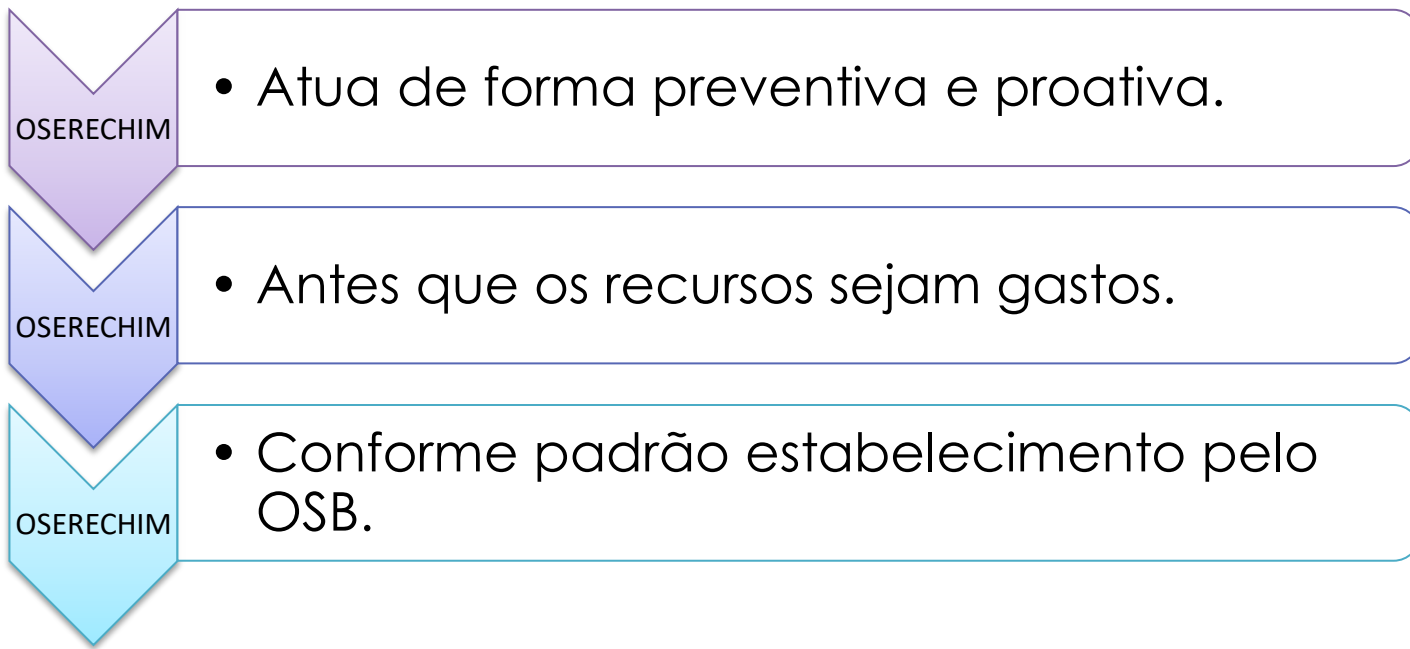 OSERECHIM
• Atua de forma preventiva e proativa.
OSERECHIM
• Antes que os recursos sejam gastos.
OSERECHIM
• Conforme padrão estabelecimento pelo
OSB.